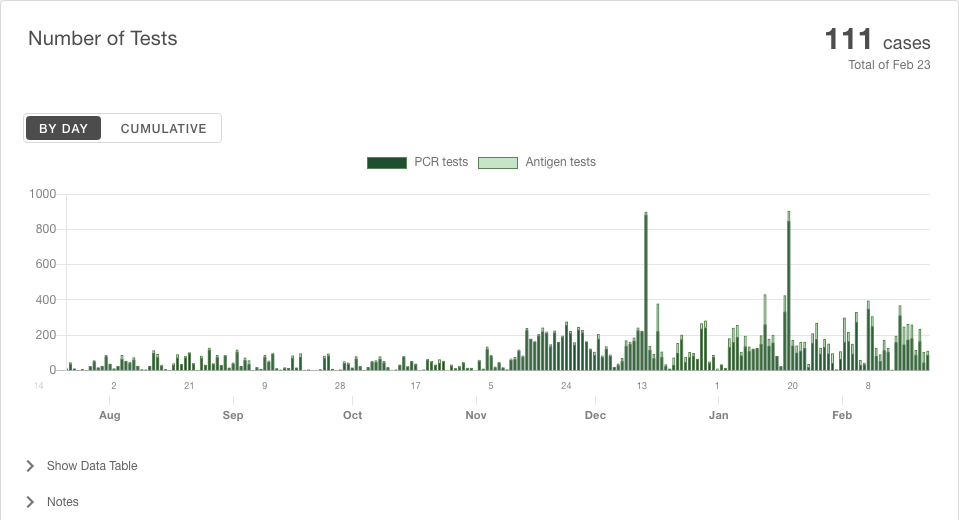 Number of Tests
111 cases
Total of Feb 23
BY DAY CUMULATIVE
PCR tests Antigen tests
1000
800
600
400
200
0
14 2 21 9 28 17 5 24 13 1 20 8
Aug Sep Oct Nov Dec Jan Feb
Show Data Table
Notes